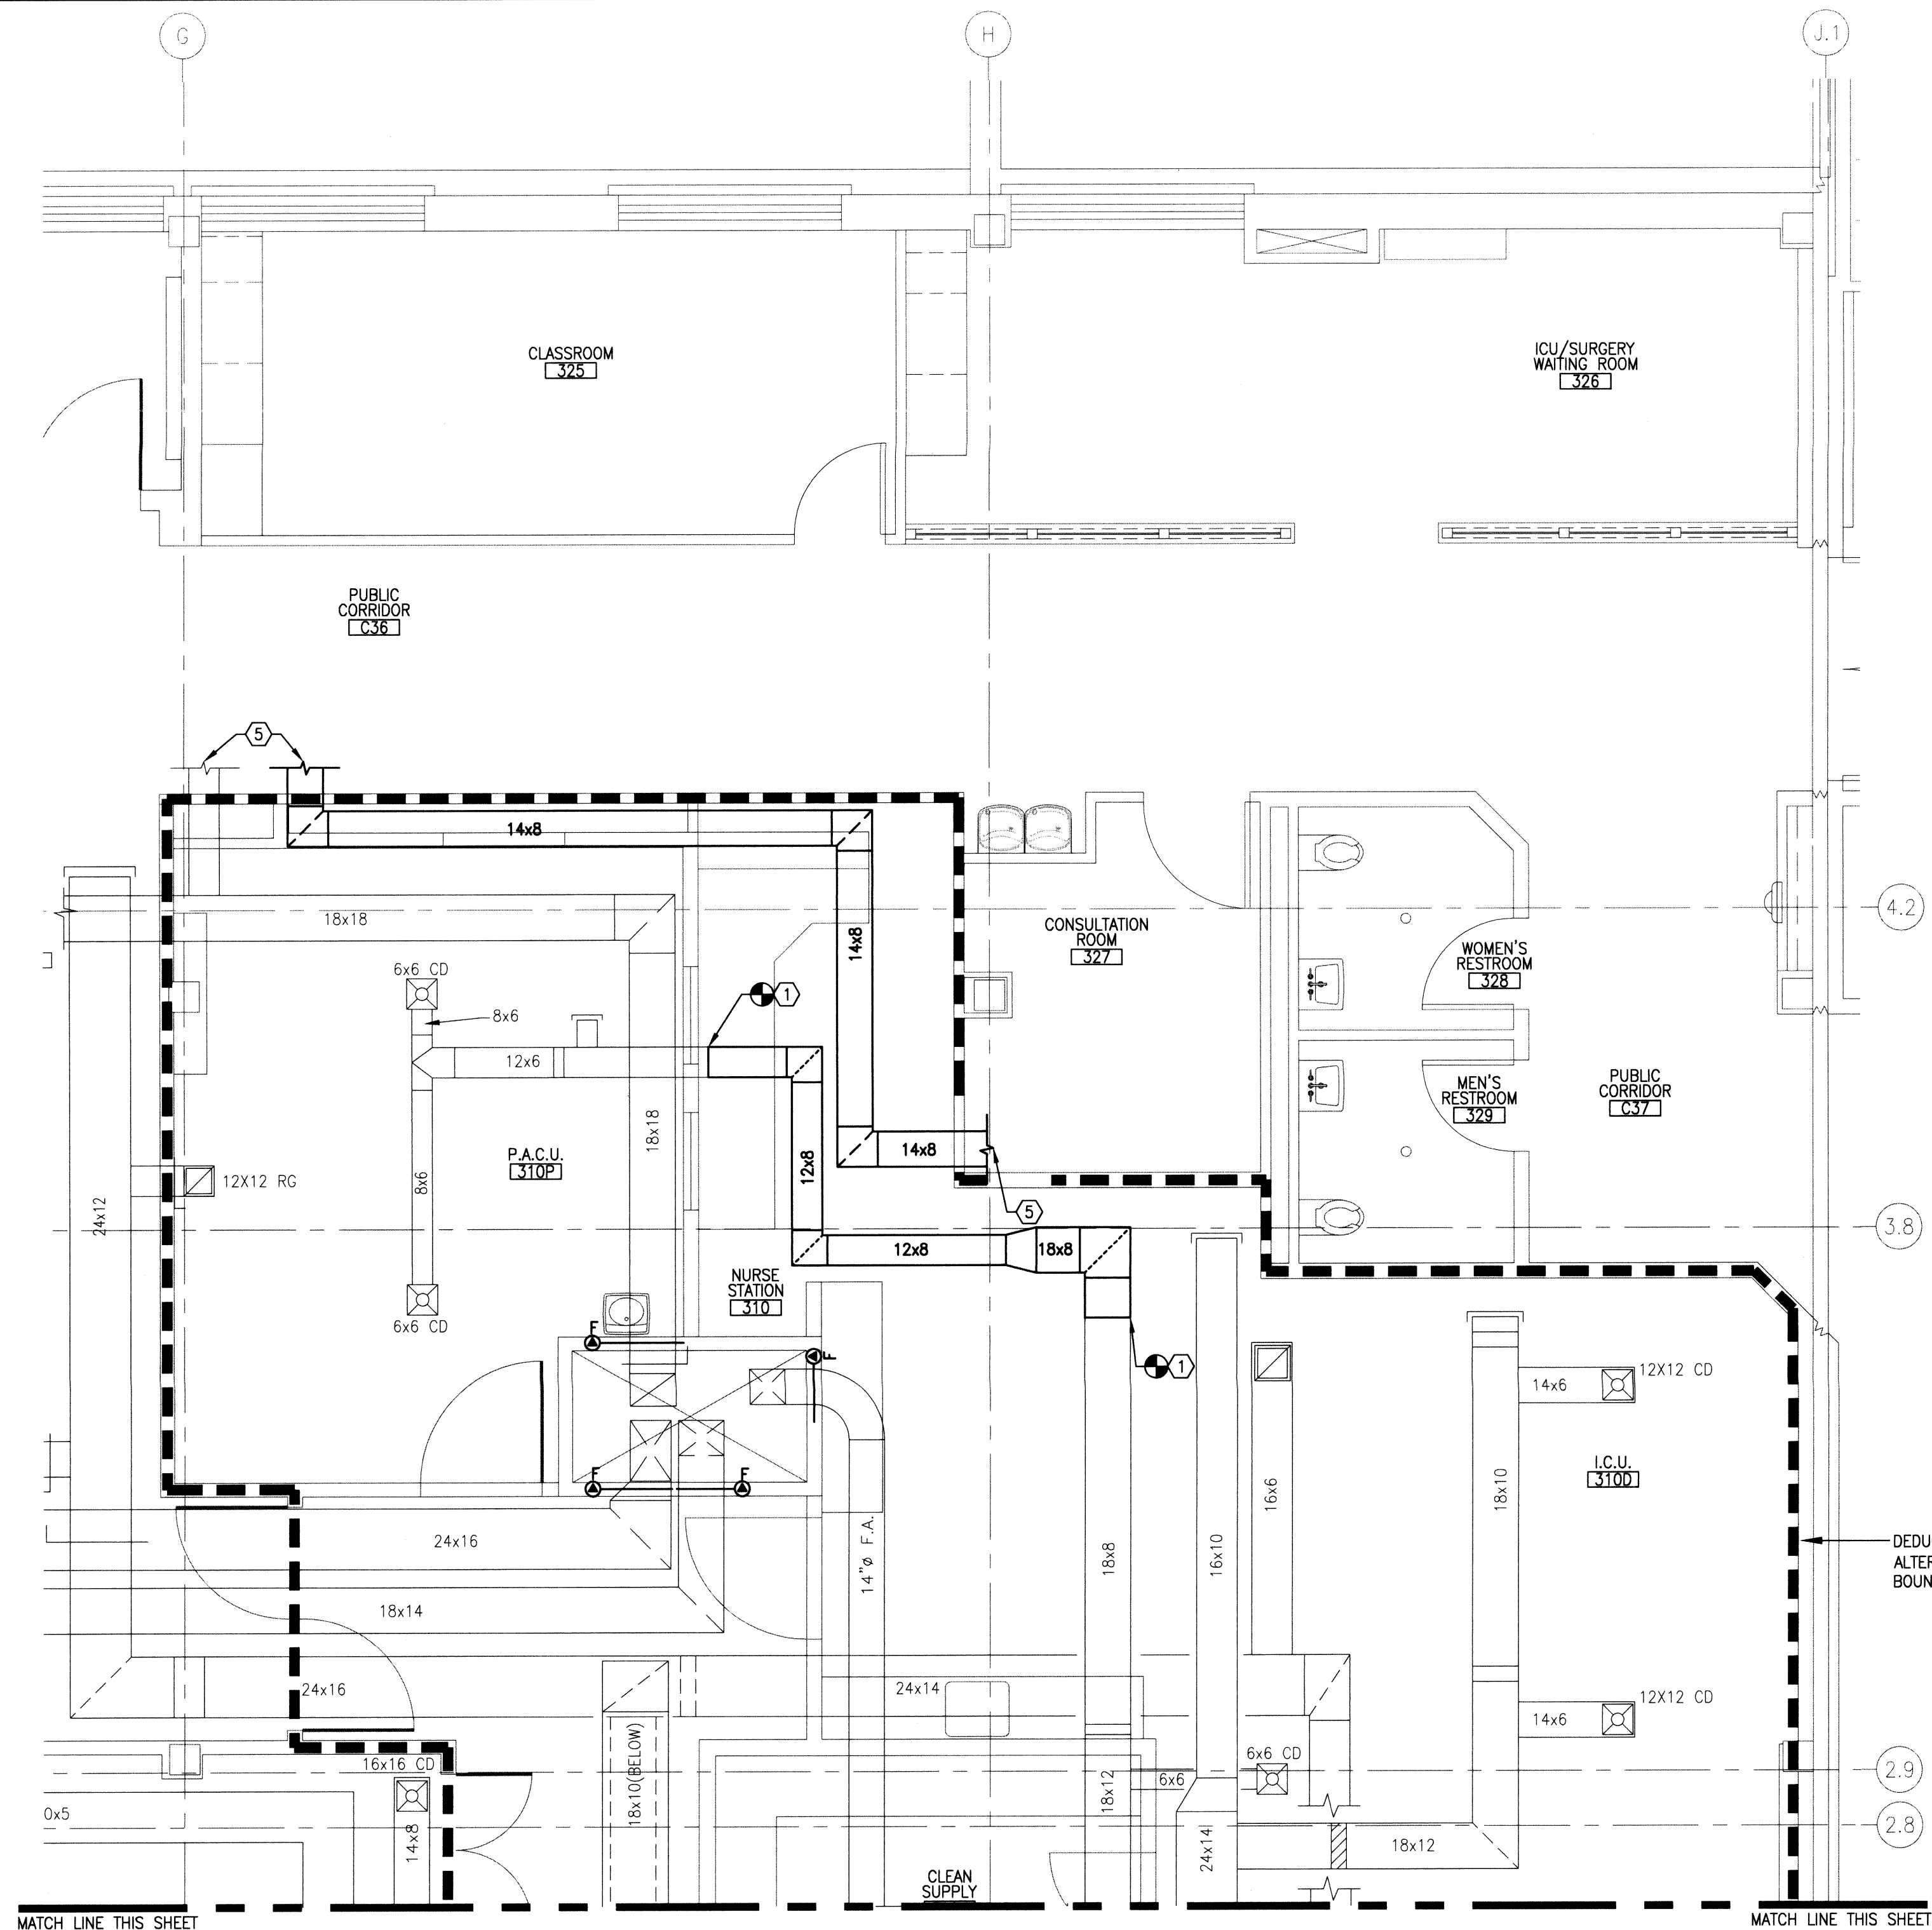 G
H
J.1
CLASSROOM
325
ICU/SURGERY
WAITING ROOM
326
PUBLIC
CORRIDOR
C36
5
14x8
18x18
14x8
CONSULTATION
ROOM
327
4.2
WOMEN'S
RESTROOM
328
6x6 CD
8x6
1
12x6
18x18
MEN'S
RESTROOM
329
PUBLIC
CORRIDOR
C37
P.A.C.U.
310P
8x6
12x8
14x8
12X12 RG
24x12
5
3.8
12x8
18x8
NURSE
STATION
310
6x6 CD
F
F
1
12X12 CD
14x6
I.C.U.
310D
16x6
18x10
F
F
24x16
14"ø F.A.
18x8
16x10
DEDU
ALTER
BOUN
18x14
24x16
24x14
12X12 CD
14x6
16x16 CD
18x10(BELOW)
6x6 CD
6x6
18x12
2.9
0x5
14x8
24x14
18x12
2.8
CLEAN
SUPPLY
MATCH LINE THIS SHEET
MATCH LINE THIS SHEET